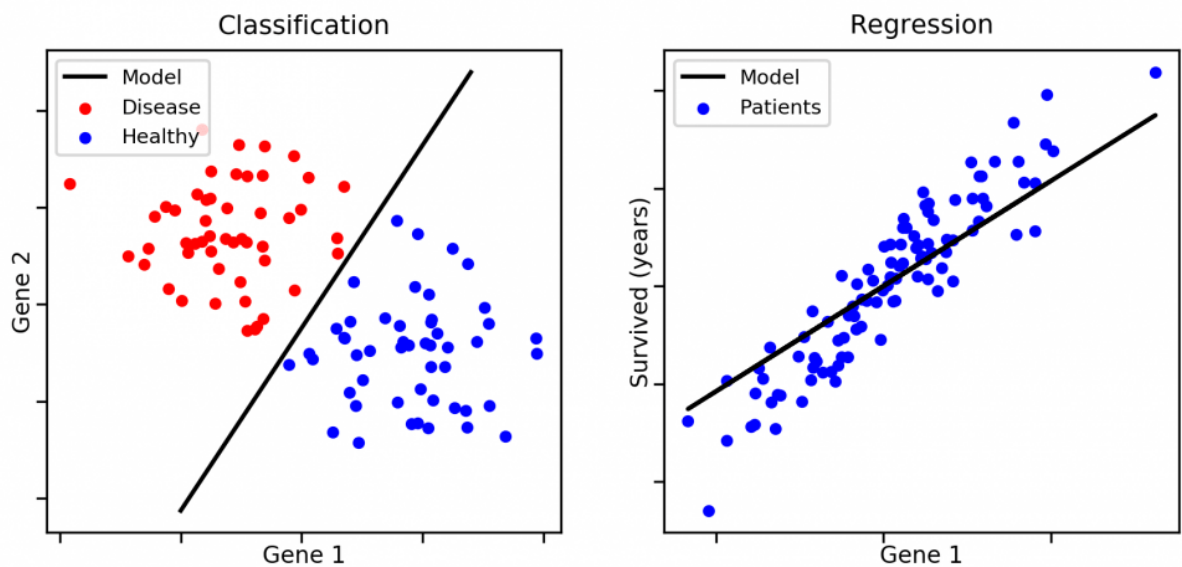 Classification
Model
Disease
Healthy
Gene 2
Gene 1
Regression
Model
Patients
Survived (years)
Gene 1